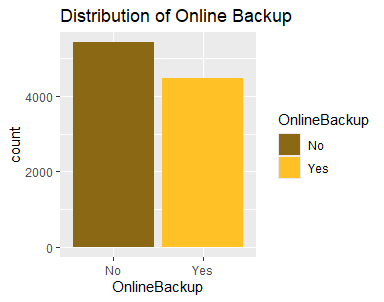 Distribution of Online Backup
count
4000
2000
0
No
Yes
OnlineBackup
OnlineBackup
No
Yes